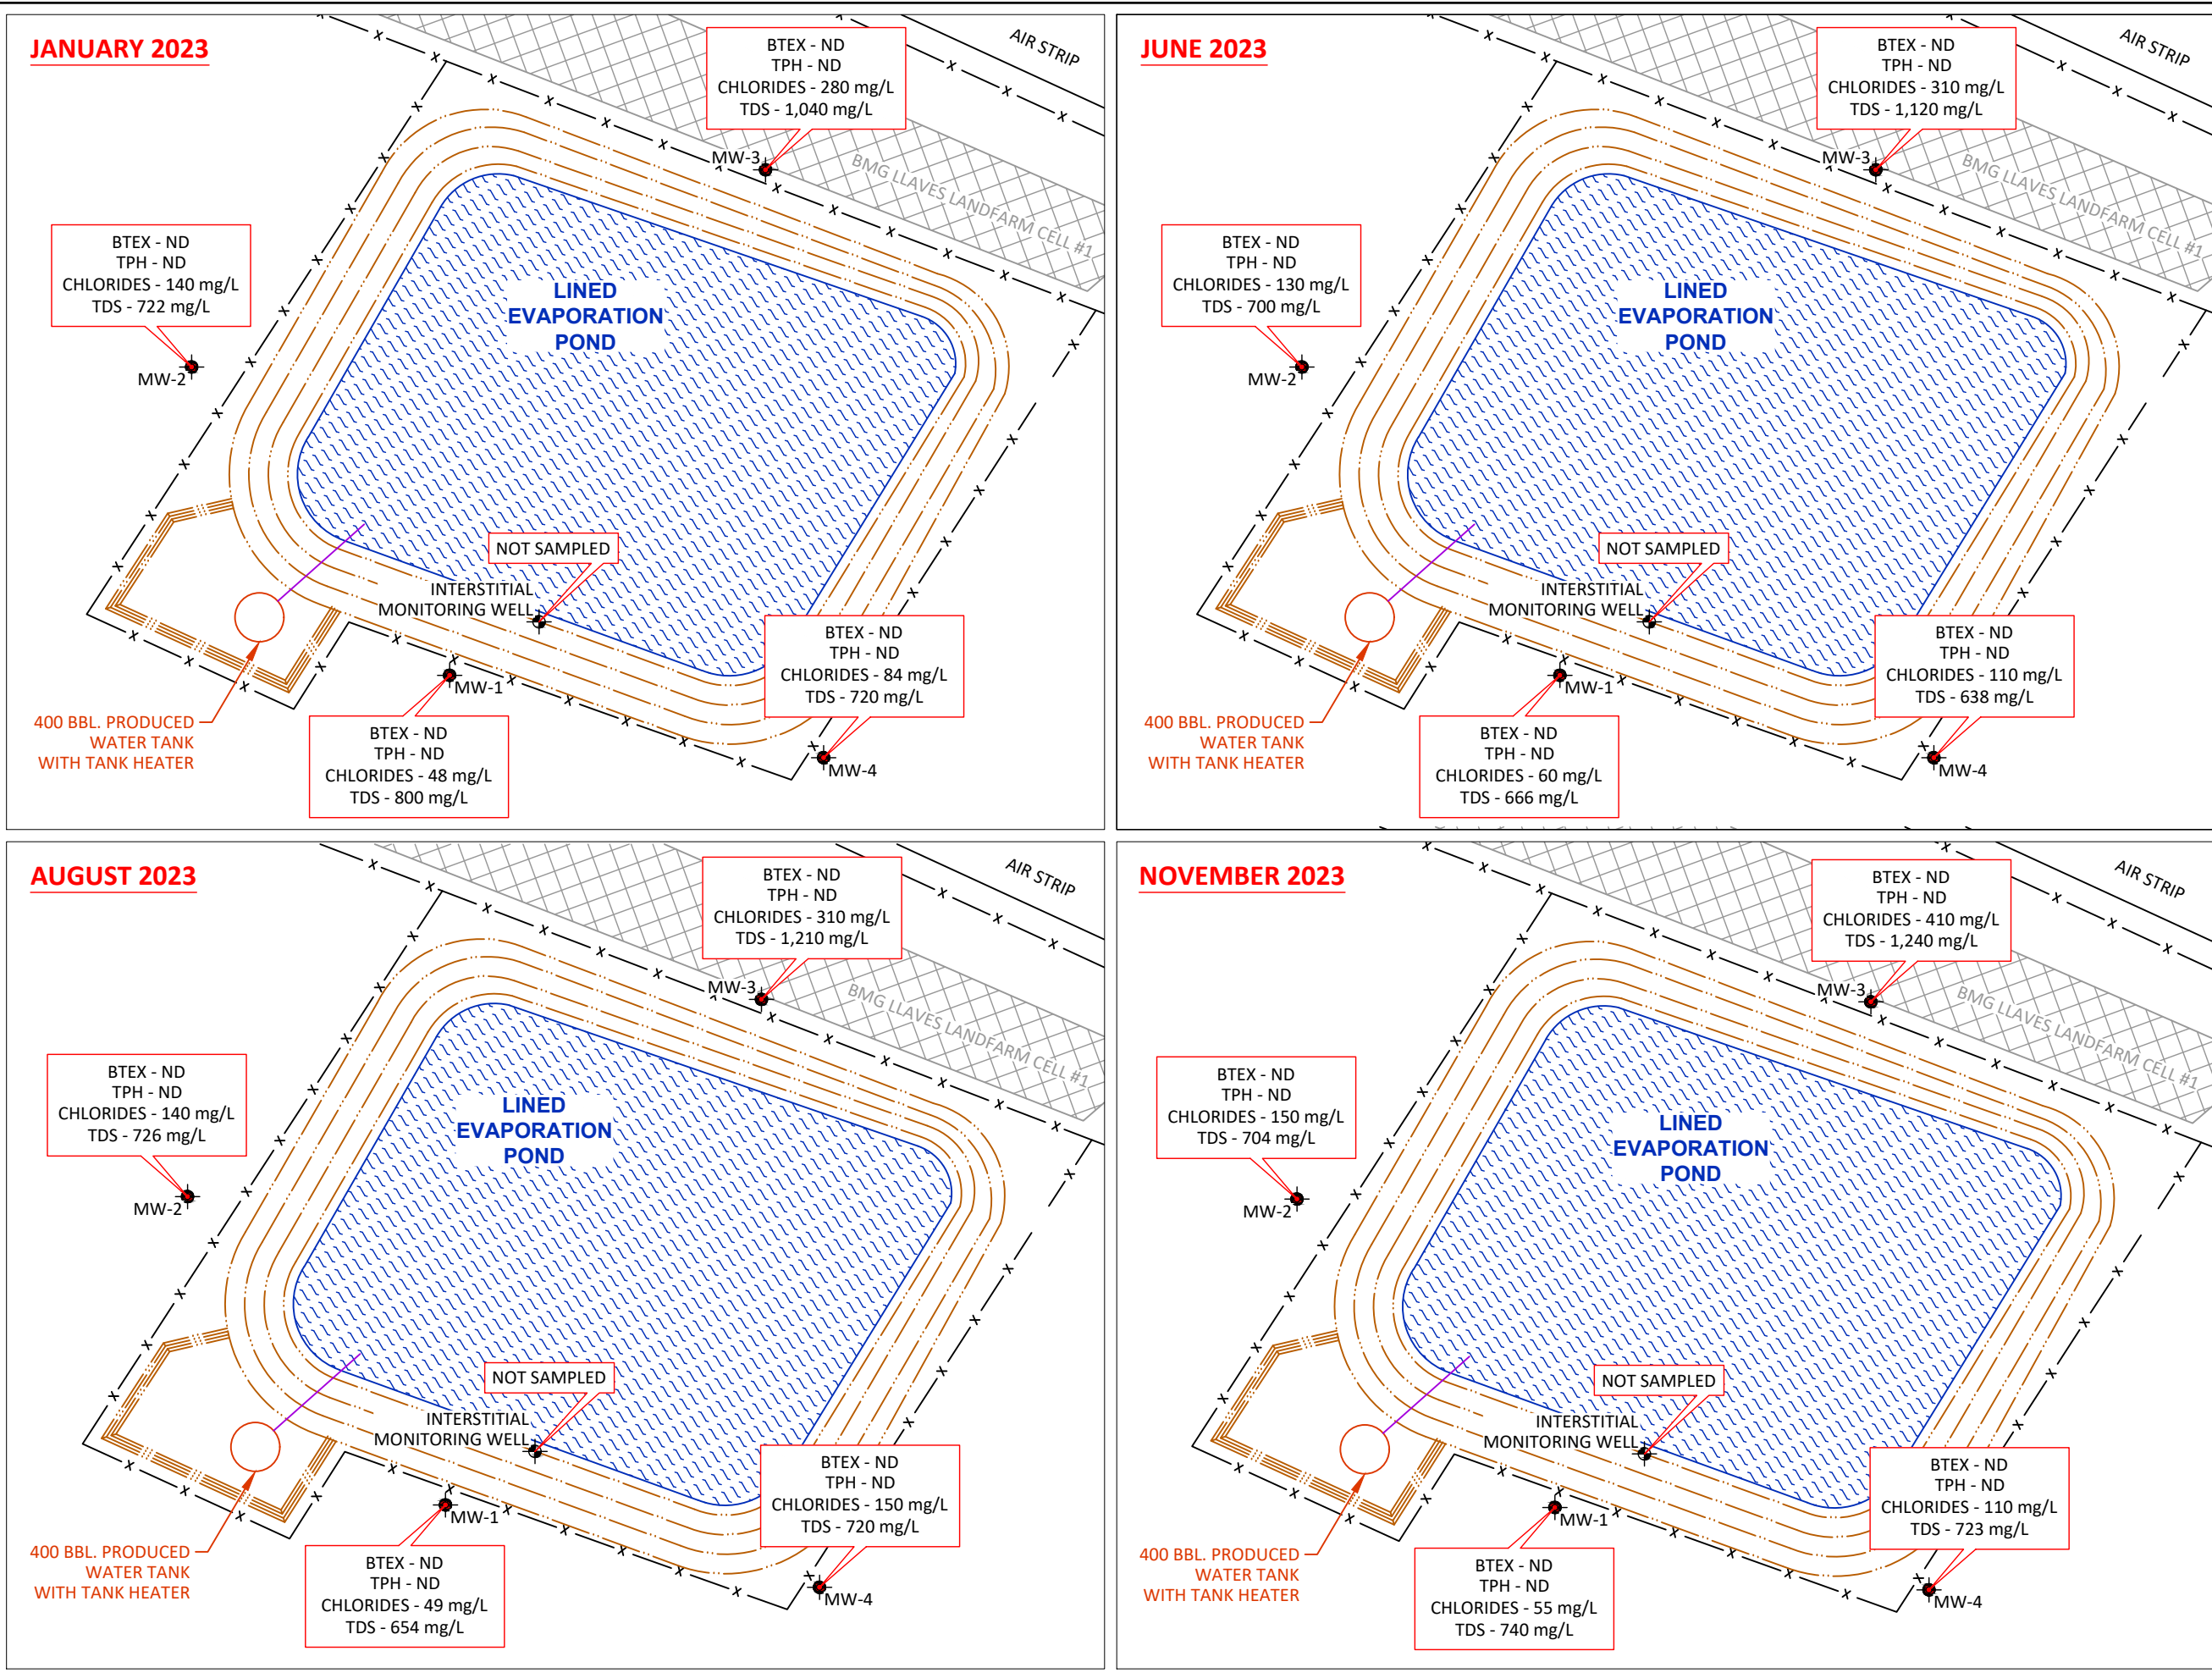 JANUARY 2023
AIR STRIP
BTEX - ND
TPH - ND
CHLORIDES - 280 mg/L
TDS - 1,040 mg/L
MW-3
BMG LLAVES LANDFARM CELL #1
BTEX - ND
TPH - ND
CHLORIDES - 140 mg/L
TDS - 722 mg/L
MW-2
LINED
EVAPORATION
POND
NOT SAMPLED
INTERSTITIAL
MONITORING WELL
BTEX - ND
TPH - ND
CHLORIDES - 84 mg/L
TDS - 720 mg/L
MW-4
MW-1
BTEX - ND
TPH - ND
CHLORIDES - 48 mg/L
TDS - 800 mg/L
400 BBL. PRODUCED
WATER TANK
WITH TANK HEATER
JUNE 2023
AIR STRIP
BTEX - ND
TPH - ND
CHLORIDES - 310 mg/L
TDS - 1,120 mg/L
MW-3
BMG LLAVES LANDFARM CELL #1
BTEX - ND
TPH - ND
CHLORIDES - 130 mg/L
TDS - 700 mg/L
MW-2
LINED
EVAPORATION
POND
NOT SAMPLED
INTERSTITIAL
MONITORING WELL
BTEX - ND
TPH - ND
CHLORIDES - 110 mg/L
TDS - 638 mg/L
MW-4
MW-1
BTEX - ND
TPH - ND
CHLORIDES - 60 mg/L
TDS - 666 mg/L
400 BBL. PRODUCED
WATER TANK
WITH TANK HEATER
AUGUST 2023
AIR STRIP
BTEX - ND
TPH - ND
CHLORIDES - 310 mg/L
TDS - 1,210 mg/L
MW-3
BMG LLAVES LANDFARM CELL #1
BTEX - ND
TPH - ND
CHLORIDES - 140 mg/L
TDS - 726 mg/L
MW-2
LINED
EVAPORATION
POND
NOT SAMPLED
INTERSTITIAL
MONITORING WELL
BTEX - ND
TPH - ND
CHLORIDES - 150 mg/L
TDS - 720 mg/L
MW-4
MW-1
BTEX - ND
TPH - ND
CHLORIDES - 49 mg/L
TDS - 654 mg/L
400 BBL. PRODUCED
WATER TANK
WITH TANK HEATER
NOVEMBER 2023
AIR STRIP
BTEX - ND
TPH - ND
CHLORIDES - 410 mg/L
TDS - 1,240 mg/L
MW-3
BMG LLAVES LANDFARM CELL #1
BTEX - ND
TPH - ND
CHLORIDES - 150 mg/L
TDS - 704 mg/L
MW-2
LINED
EVAPORATION
POND
NOT SAMPLED
INTERSTITIAL
MONITORING WELL
BTEX - ND
TPH - ND
CHLORIDES - 110 mg/L
TDS - 723 mg/L
MW-4
MW-1
BTEX - ND
TPH - ND
CHLORIDES - 55 mg/L
TDS - 740 mg/L
400 BBL. PRODUCED
WATER TANK
WITH TANK HEATER